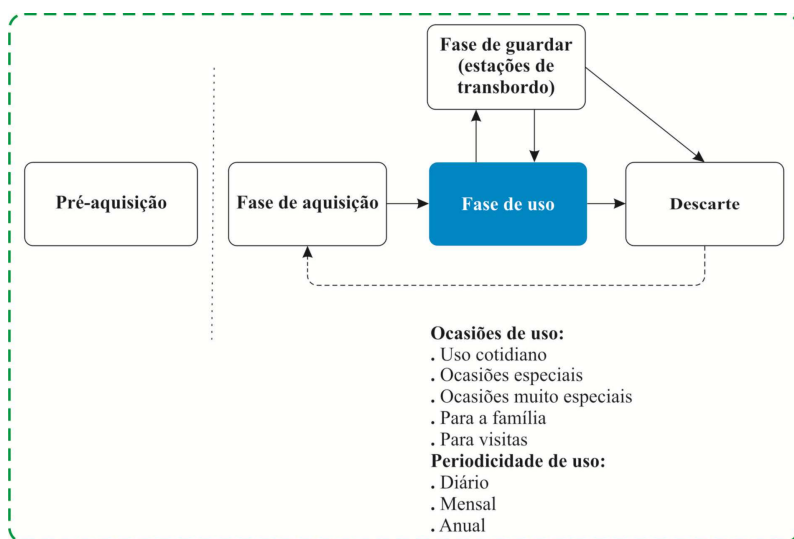 Fase de guardar
(estações de
transbordo)
Pré-aquisição
Fase de aquisição
Fase de uso
Descarte
Ocasiões de uso:
. Uso cotidiano
. Ocasiões especiais
. Ocasiões muito especiais
. Para a família
. Para visitas
Periodicidade de uso:
. Diário
. Mensal
. Anual